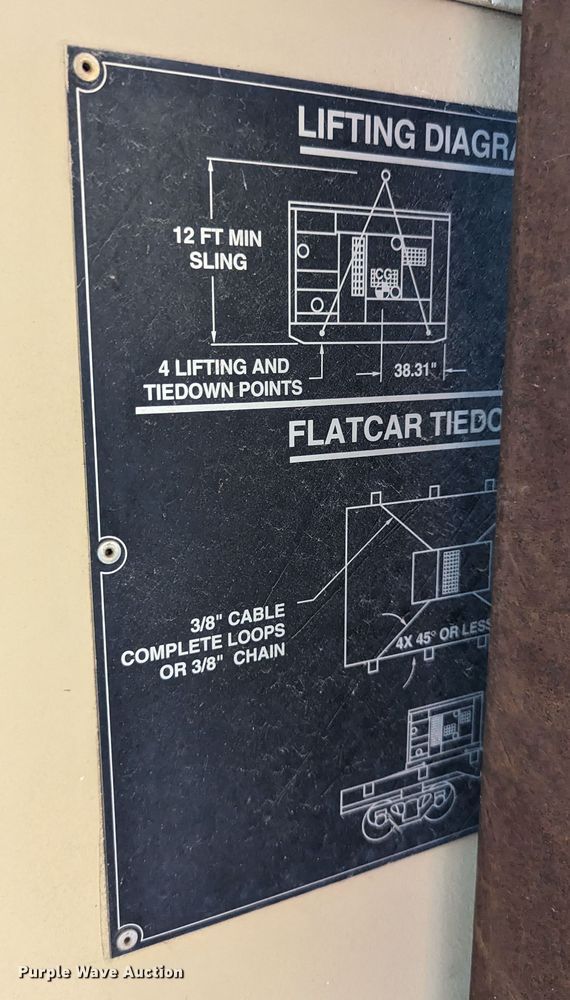 LIFTING DIAGRA
12 FT MIN
SLING
CG
4 LIFTING AND
TIEDOWN POINTS
38.31"
FLATCAR TIEDO
3/8" CABLE
COMPLETE LOOPS
OR 3/8" CHAIN
4X 45° OR LESS
Purple Wave Auction